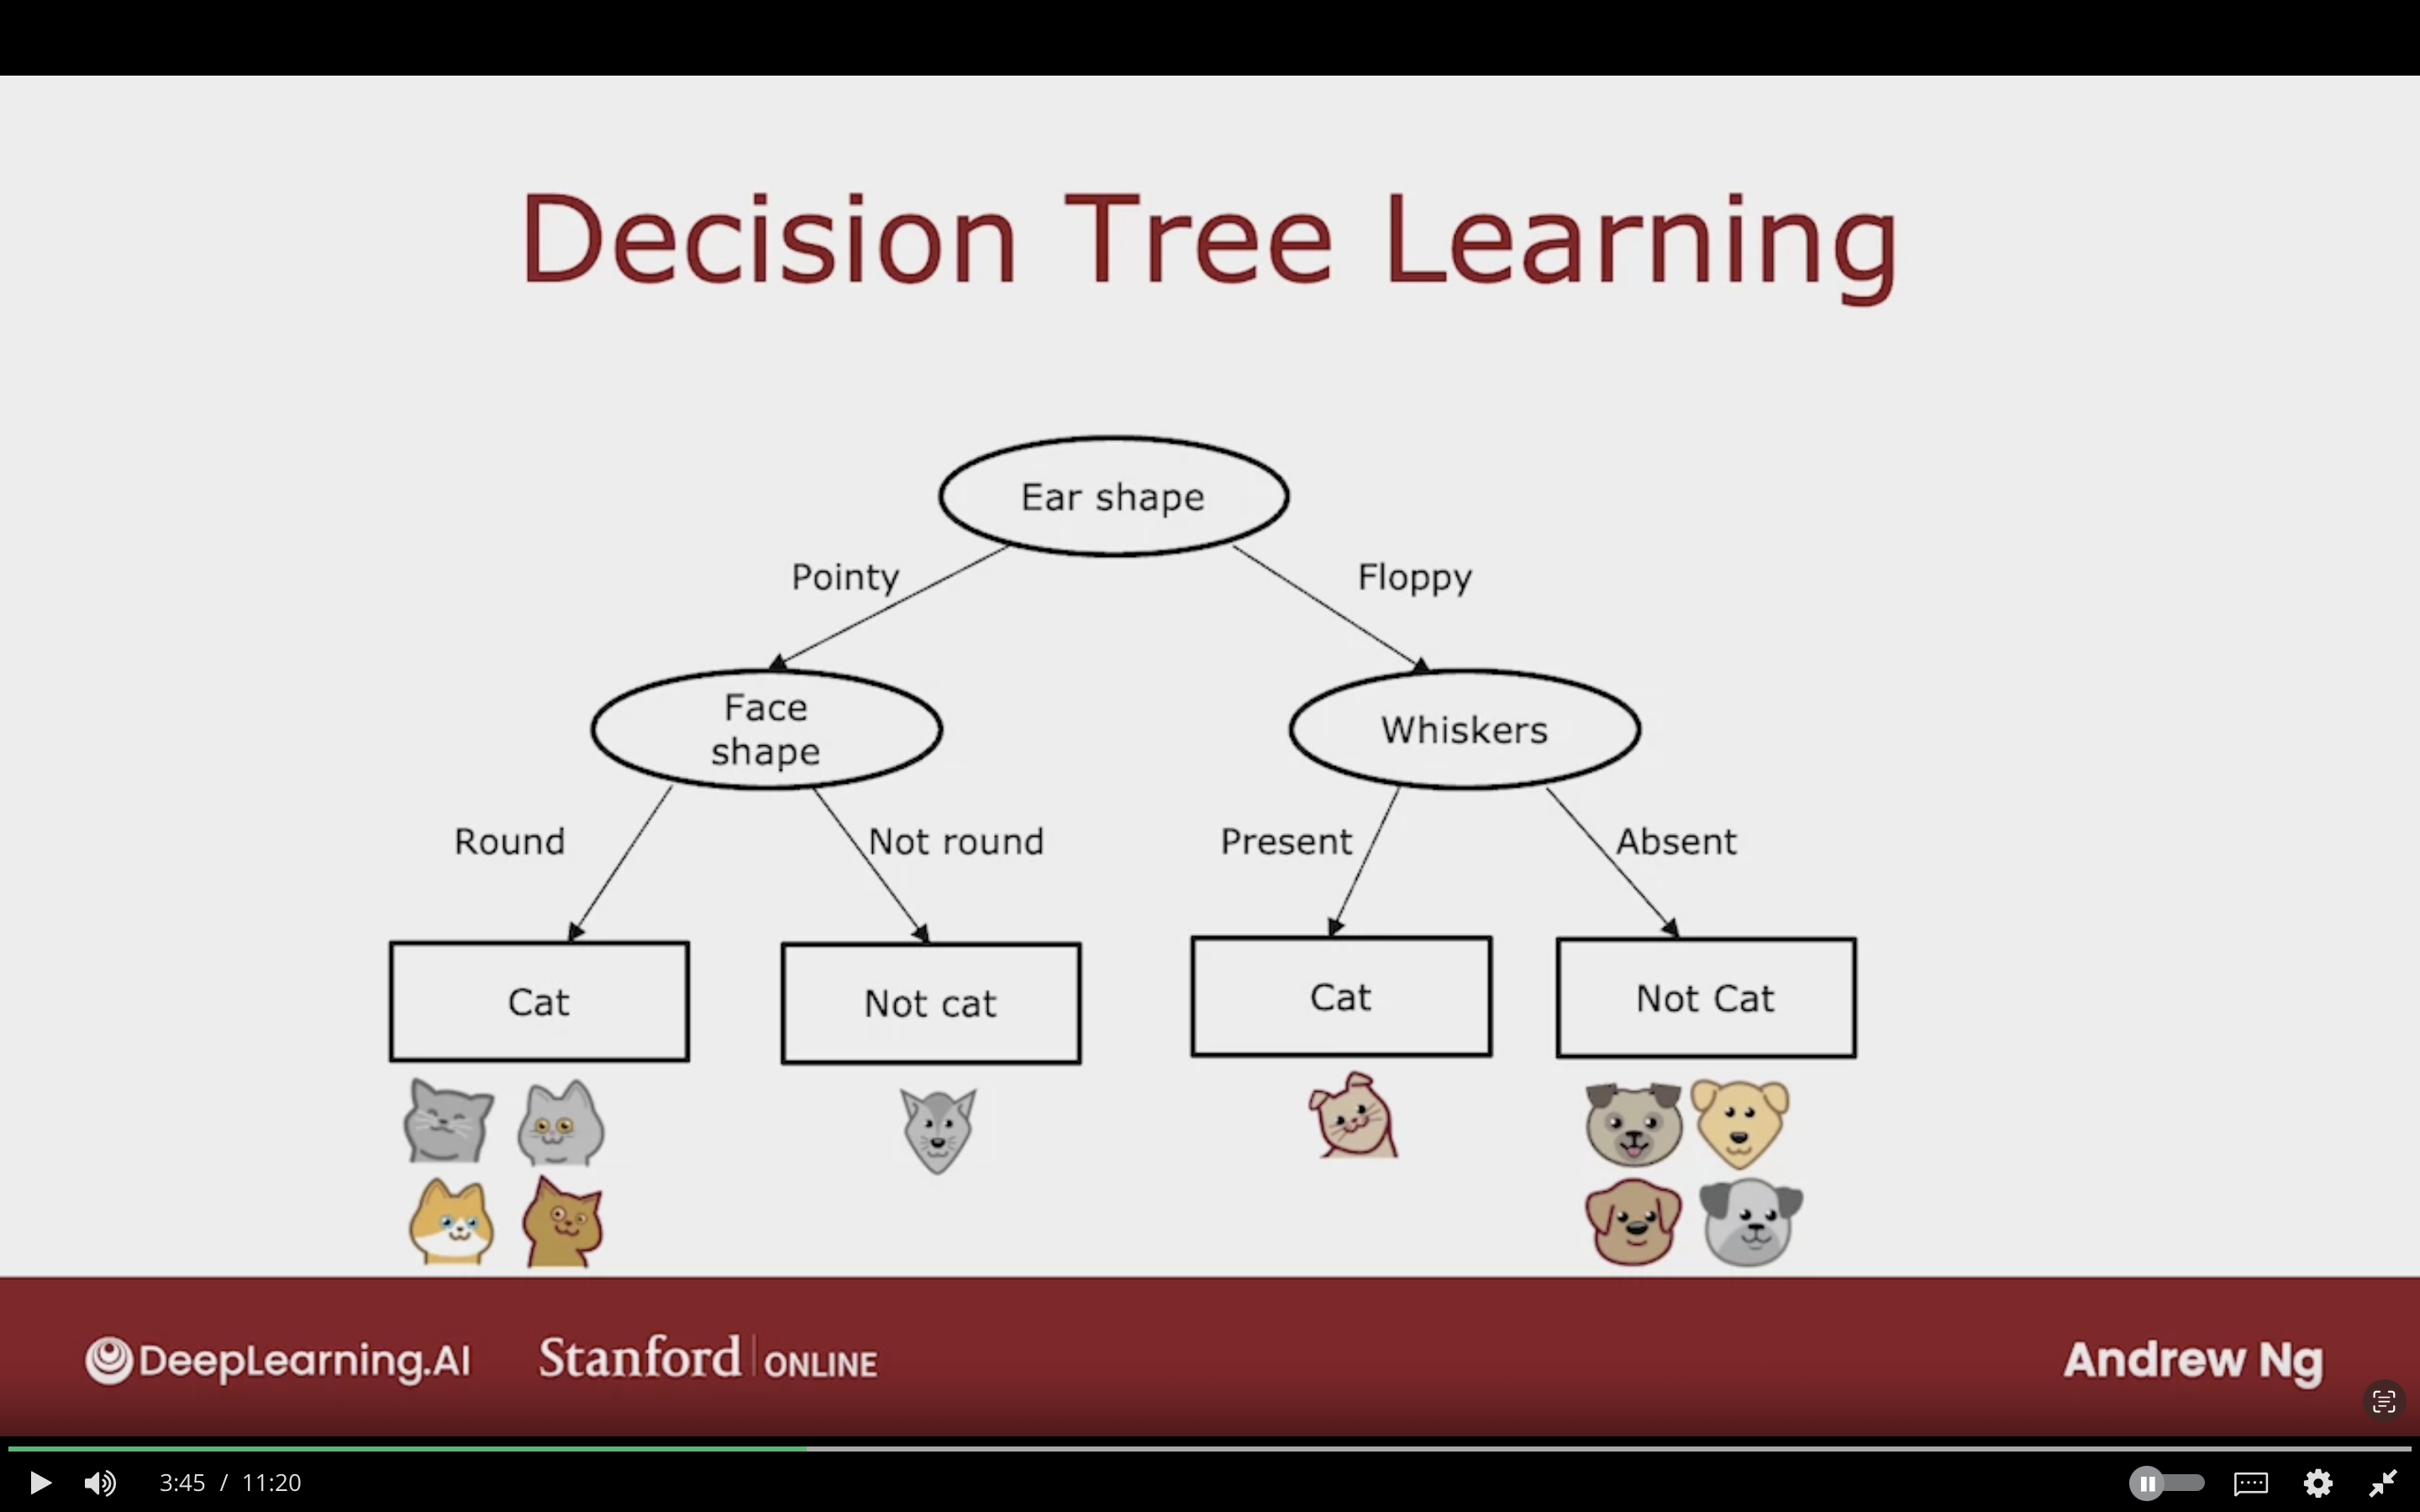 Decision Tree Learning
Ear shape
Pointy
Floppy
Face
shape
Whiskers
Round
Not round
Present
Absent
Cat
Not cat
Cat
Not Cat
DeepLearning.AI
Stanford ONLINE
Andrew Ng
3:45 / 11:20